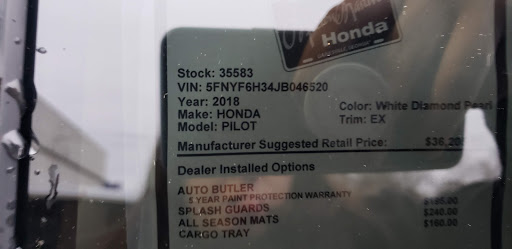 Honda
Stock: 35583
VIN: 5FNYF6H34JB046520
Year: 2018 Color: White Diamond Pearl
Make: HONDA Trim: EX
Model: PILOT
Manufacturer Suggested Retail Price: $36,20
Dealer Installed Options
AUTO BUTLER
5 YEAR PAINT PROTECTION WARRANTY
SPLASH GUARDS
ALL SEASON MATS $240.00
CARGO TRAY $160.00